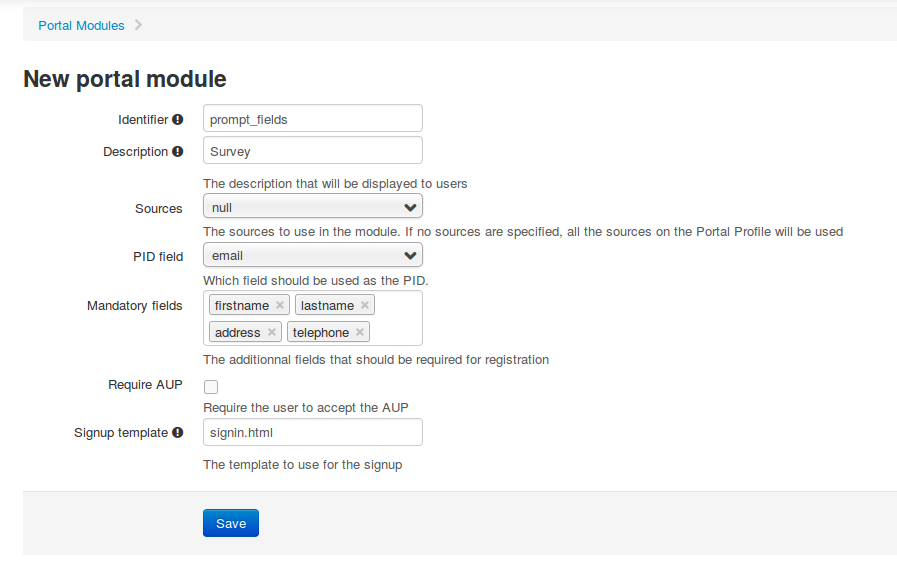 Portal Modules
New portal module
Identifier prompt_fields
Description Survey
The description that will be displayed to users
Sources null
The sources to use in the module. If no sources are specified, all the sources on the Portal Profile will be used
PID field email
Which field should be used as the PID.
Mandatory fields firstname × lastname ×
address × telephone ×
The additionnal fields that should be required for registration
Require AUP
Require the user to accept the AUP
Signup template signin.html
The template to use for the signup
Save